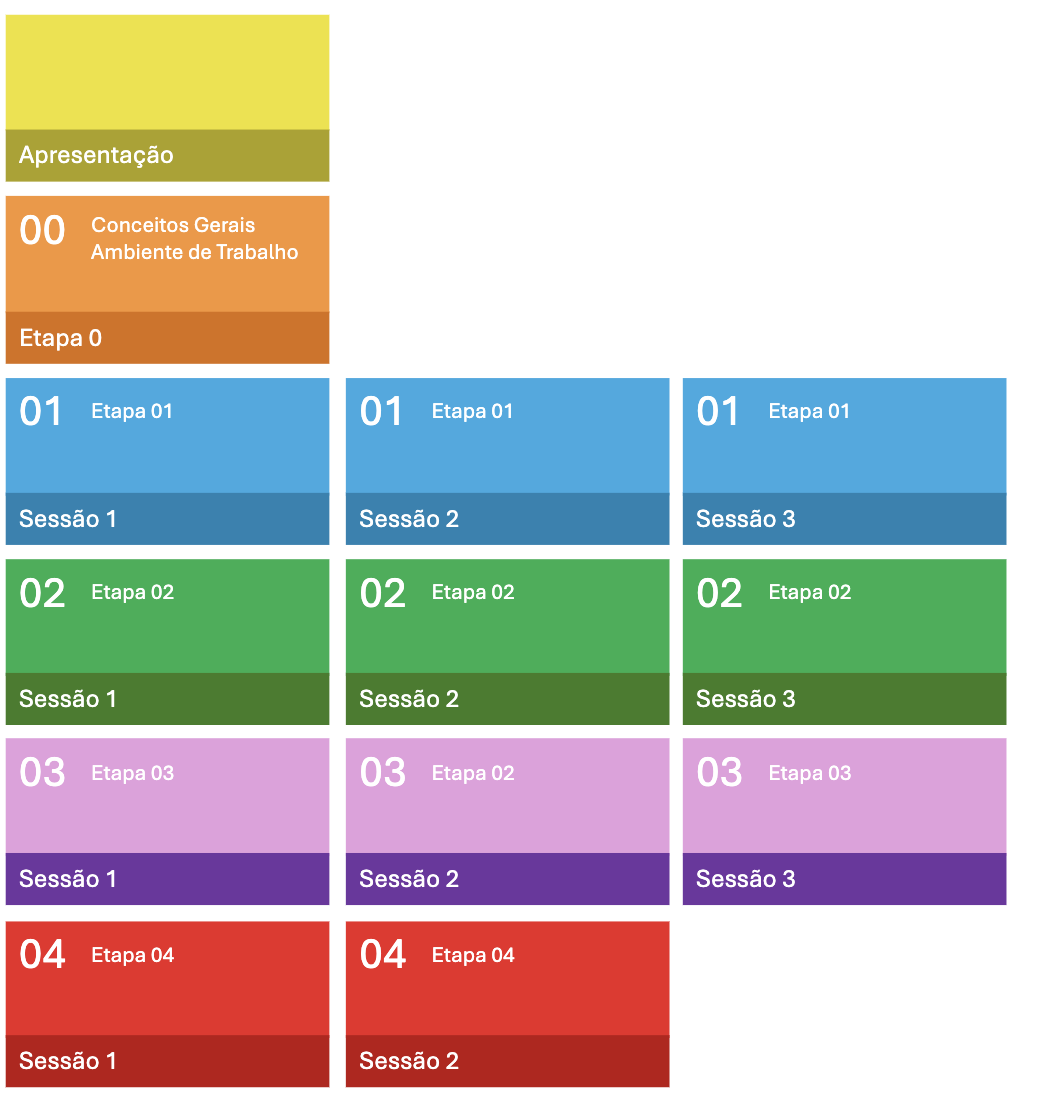 Apresentação
00
Conceitos Gerais
Ambiente de Trabalho
Etapa 0
01 Etapa 01
Sessão 1
01 Etapa 01
Sessão 2
01 Etapa 01
Sessão 3
02 Etapa 02
Sessão 1
02 Etapa 02
Sessão 2
02 Etapa 02
Sessão 3
03 Etapa 03
Sessão 1
03 Etapa 02
Sessão 2
03 Etapa 03
Sessão 3
04 Etapa 04
Sessão 1
04 Etapa 04
Sessão 2